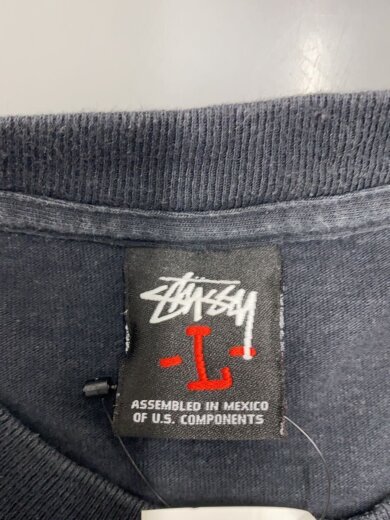 STÜSSY
-L-
ASSEMBLED IN MEXICO
OF U.S. COMPONENTS